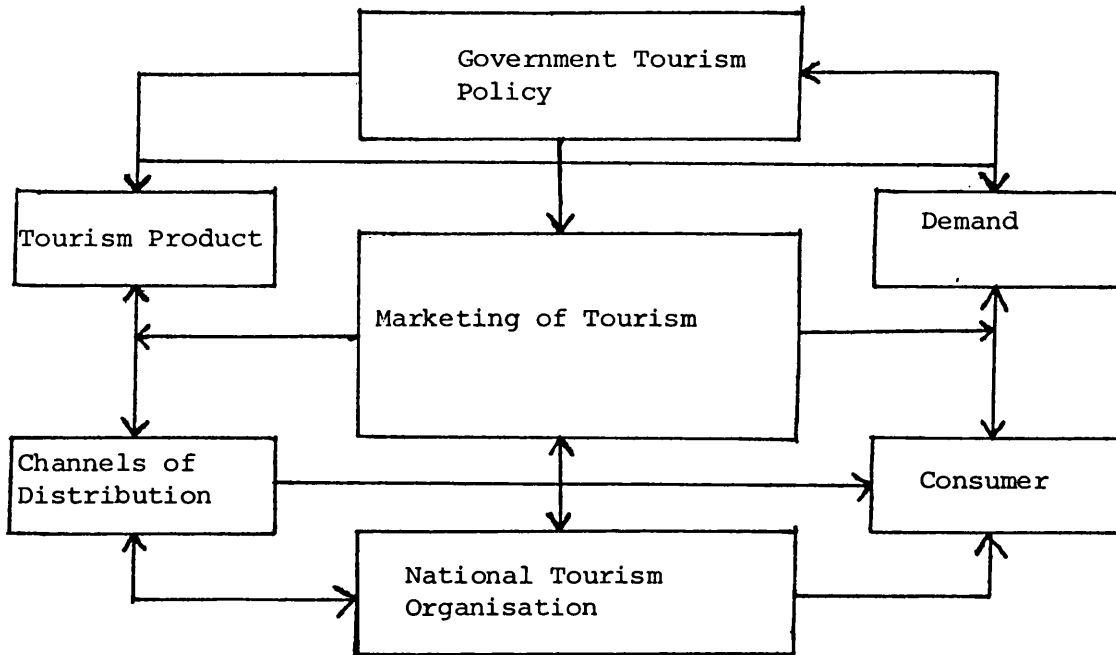 Government Tourism
Policy
Tourism Product
Demand
Marketing of Tourism
Channels of
Distribution
Consumer
National Tourism
Organisation